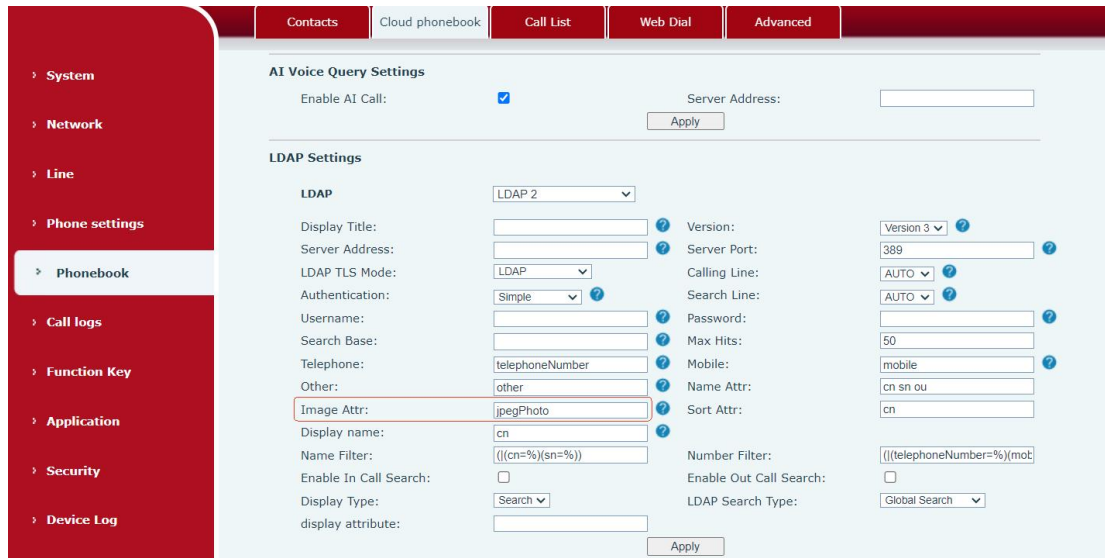 Contacts Cloud phonebook Call List Web Dial Advanced
System
Network
Line
Phone settings
Phonebook
Call logs
Function Key
Application
Security
Device Log
AI Voice Query Settings
Enable AI Call: Server Address:
Apply
LDAP Settings
LDAP LDAP 2
Display Title: ? Version: Version 3 ?
Server Address: ? Server Port: 389 ?
LDAP TLS Mode: LDAP Calling Line: AUTO ?
Authentication: Simple ? Search Line: AUTO ?
Username: ? Password: ?
Search Base: ? Max Hits: 50
Telephone: telephoneNumber ? Mobile: mobile ?
Other: other ? Name Attr: cn sn ou
Image Attr: jpegPhoto ? Sort Attr: cn
Display name: cn ?
Name Filter: (|(cn=%)(sn=%)) Number Filter: (|(telephoneNumber=%)(mob
Enable In Call Search: Enable Out Call Search:
Display Type: Search LDAP Search Type: Global Search
display attribute:
Apply